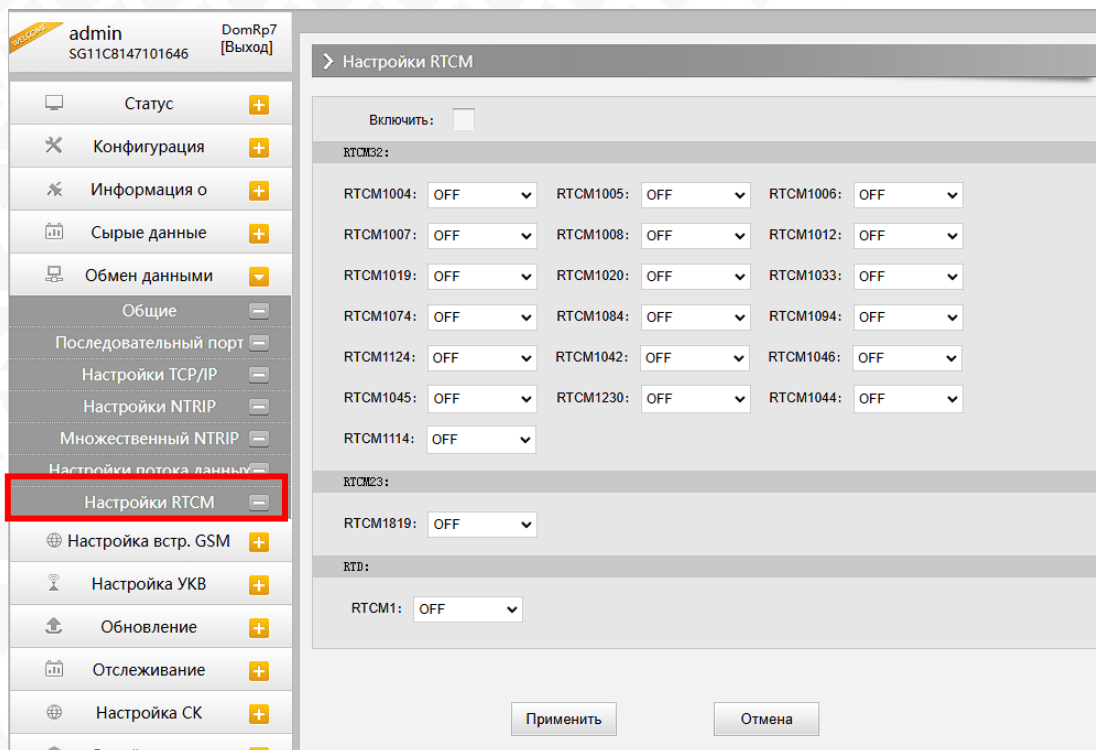 WELCOME
admin DomRp7
SG11C8147101646 [Выход]
Статус
Конфигурация
Информация о
Сырые данные
Обмен данными
Общие
Последовательный порт
Настройки TCP/IP
Настройки NTRIP
Множественный NTRIP
Настройки потока данных
Настройки RTCM
Настройка встр. GSM
Настройка УКВ
Обновление
Отслеживание
Настройка СК
Настройки RTCM
Включить:
RTCM32:
RTCM1004: OFF RTCM1005: OFF RTCM1006: OFF
RTCM1007: OFF RTCM1008: OFF RTCM1012: OFF
RTCM1019: OFF RTCM1020: OFF RTCM1033: OFF
RTCM1074: OFF RTCM1084: OFF RTCM1094: OFF
RTCM1124: OFF RTCM1042: OFF RTCM1046: OFF
RTCM1045: OFF RTCM1230: OFF RTCM1044: OFF
RTCM1114: OFF
RTCM23:
RTCM1819: OFF
RTD:
RTCM1: OFF
Применить Отмена